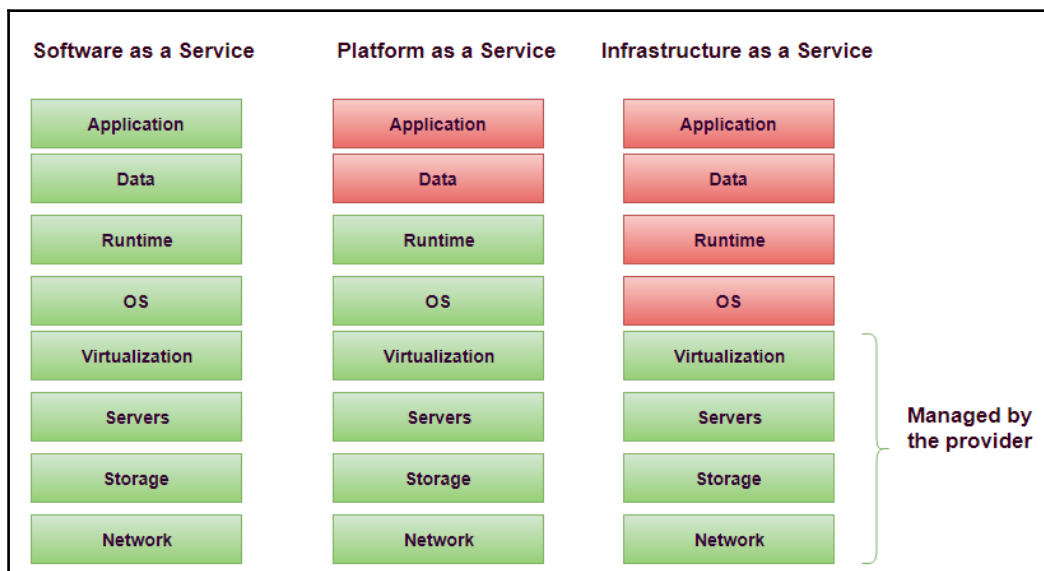 Software as a Service
Platform as a Service
Infrastructure as a Service
Application
Application
Application
Data
Data
Data
Runtime
Runtime
Runtime
OS
OS
OS
Virtualization
Virtualization
Virtualization
Servers
Servers
Servers
Managed by
the provider
Storage
Storage
Storage
Network
Network
Network